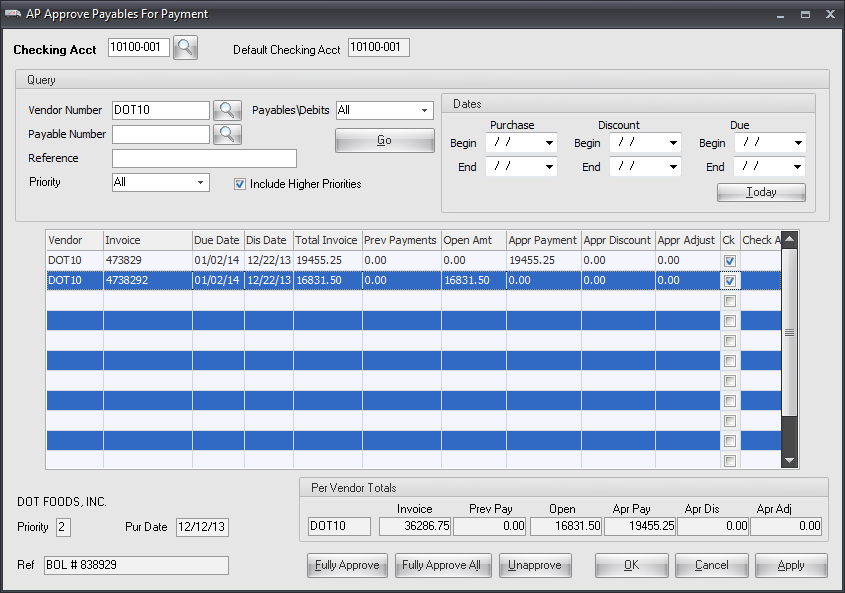 AP Approve Payables For Payment
Checking Acct 10100-001 Default Checking Acct 10100-001
Query
Vendor Number DOT10 Payables\Debits All
Payable Number Go
Reference
Priority All Include Higher Priorities
Dates
Purchase Discount Due
Begin / / Begin / / Begin / /
End / / End / / End / /
Today
Vendor Invoice Due Date Dis Date Total Invoice Prev Payments Open Amt Appr Payment Appr Discount Appr Adjust Ck Check A
DOT10 473829 01/02/14 12/22/13 19455.25 0.00 0.00 19455.25 0.00 0.00
DOT10 4738292 01/02/14 12/22/13 16831.50 0.00 16831.50 0.00 0.00 0.00
DOT FOODS, INC.
Priority 2 Pur Date 12/12/13
Ref BOL # 838929
Per Vendor Totals
Invoice Prev Pay Open Apr Pay Apr Dis Apr Adj
DOT10 36286.75 0.00 16831.50 19455.25 0.00 0.00
Fully Approve Fully Approve All Unapprove OK Cancel Apply